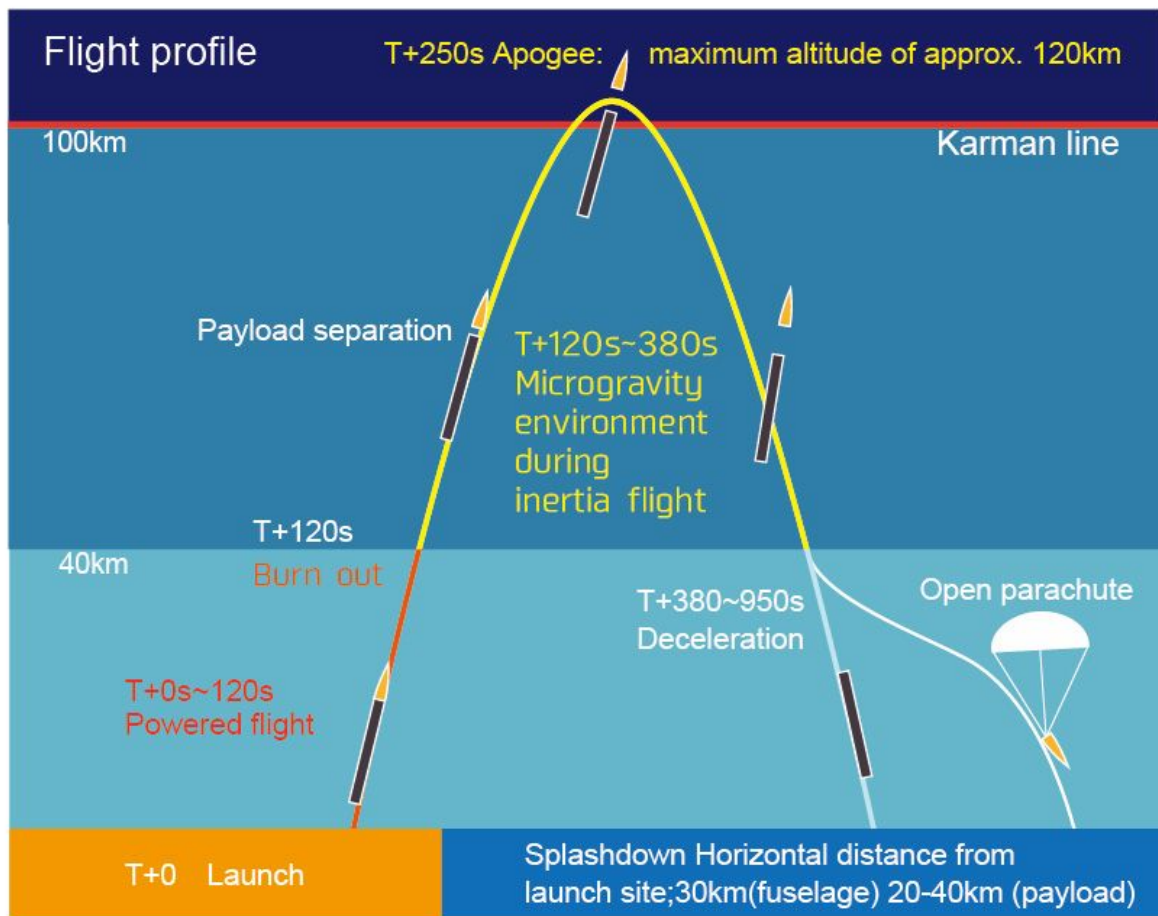 Flight profile
T+250s Apogee: maximum altitude of approx. 120km
100km
Karman line
Payload separation
T+120s~380s
Microgravity
environment
during
inertia flight
T+120s
Burn out
40km
T+380~950s
Deceleration
Open parachute
T+0s~120s
Powered flight
T+0 Launch
Splashdown Horizontal distance from
launch site;30km(fuselage) 20-40km (payload)